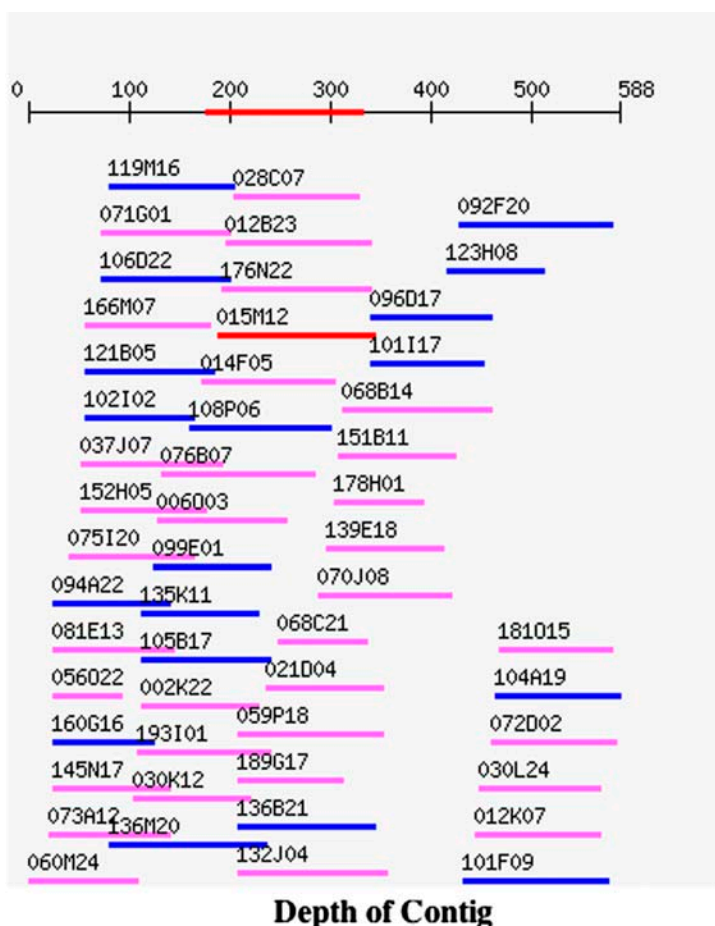 0 100 200 300 400 500 588
119M16 028C07
092F20
071G01 012B23
123H08
106D22 176N22
096D17
166M07 015M12
101I17
121B05 014F05
068B14
102I02 108P06
151B11
037J07 076B07
178H01
152H05 006O03
139E18
075I20 099E01
070J08
094A22 135K11
068C21 181O15
081E13 105B17
021D04 104A19
056O22 002K22
059P18 072D02
160G16 193I01
189G17 030L24
145N17 030K12
136B21 012K07
073A12 136M20
132J04 101F09
060M24
Depth of Contig